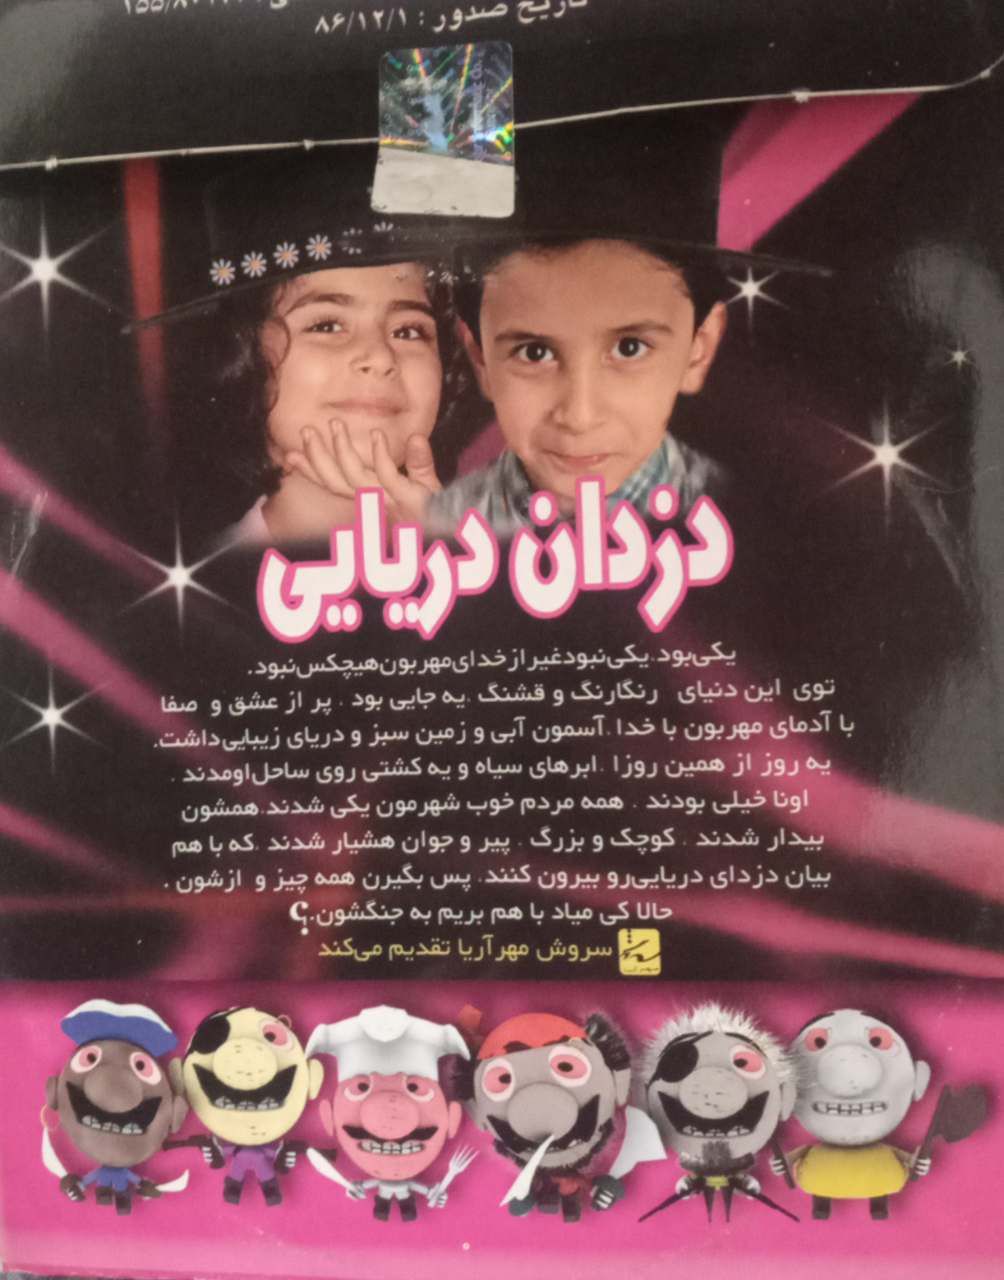 تاریخ صدور : ۸۶/۱۲/۱
دزدان دریایی
یکی بود.یکی نبود غیر از خدای مهربون هیچکس نبود.
توی این دنیای رنگارنگ و قشنگ .یه جایی بود . پر از عشق و صفا
با آدمای مهربون با خدا .آسمون آبی و زمین سبز و دریای زیبایی داشت.
یه روز از همین روزا .ابرهای سیاه و یه کشتی روی ساحل اومدند .
اونا خیلی بودند . همه مردم خوب شهرمون یکی شدند.همشون
بیدار شدند . کوچک و بزرگ . پیر و جوان هشیار شدند .که با هم
بیان دزدای دریایی‌رو بیرون کنند. پس بگیرن همه چیز و ازشون .
حالا کی میاد با هم بریم به جنگشون.؟
سروش مهر آریا تقدیم می‌کند